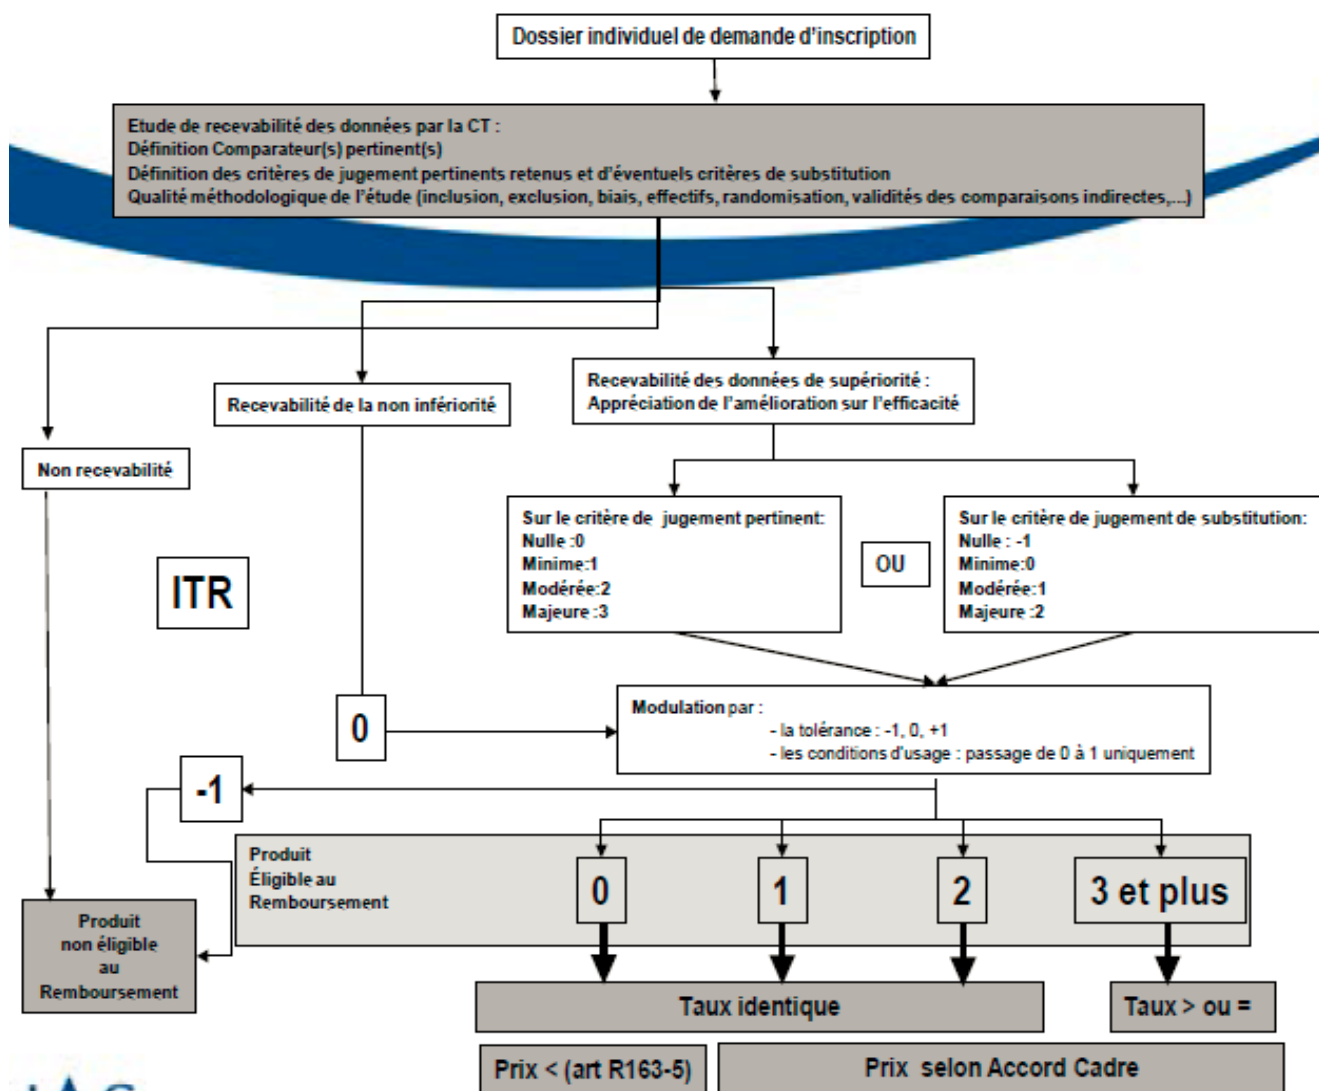 Dossier individuel de demande d'inscription
Etude de recevabilité des données par la CT :
Définition Comparateur(s) pertinent(s)
Définition des critères de jugement pertinents retenus et d'éventuels critères de substitution
Qualité méthodologique de l'étude (inclusion, exclusion, biais, effectifs, randomisation, validités des comparaisons indirectes,...)
Recevabilité des données de supériorité :
Appréciation de l'amélioration sur l'efficacité
Recevabilité de la non infériorité
Non recevabilité
Sur le critère de jugement pertinent:
Nulle :0
Minime:1
Modérée:2
Majeure :3
OU
Sur le critère de jugement de substitution:
Nulle : -1
Minime:0
Modérée:1
Majeure :2
ITR
0
Modulation par :
- la tolérance : -1, 0, +1
- les conditions d'usage : passage de 0 à 1 uniquement
-1
Produit
Éligible au
Remboursement
0
1
2
3 et plus
Produit
non éligible
au
Remboursement
Taux identique
Taux > ou =
Prix < (art R163-5)
Prix selon Accord Cadre